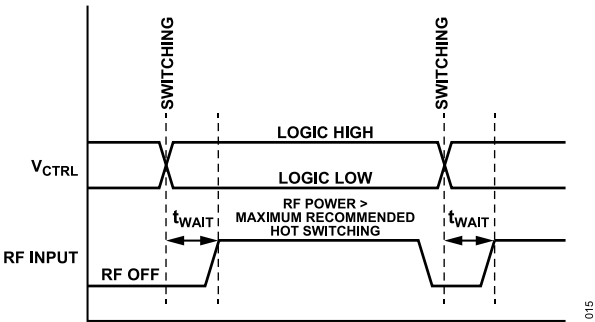 SWITCHING
SWITCHING
LOGIC HIGH
VCTRL
LOGIC LOW
RF POWER >
MAXIMUM RECOMMENDED
HOT SWITCHING
tWAIT
tWAIT
RF INPUT
RF OFF
015